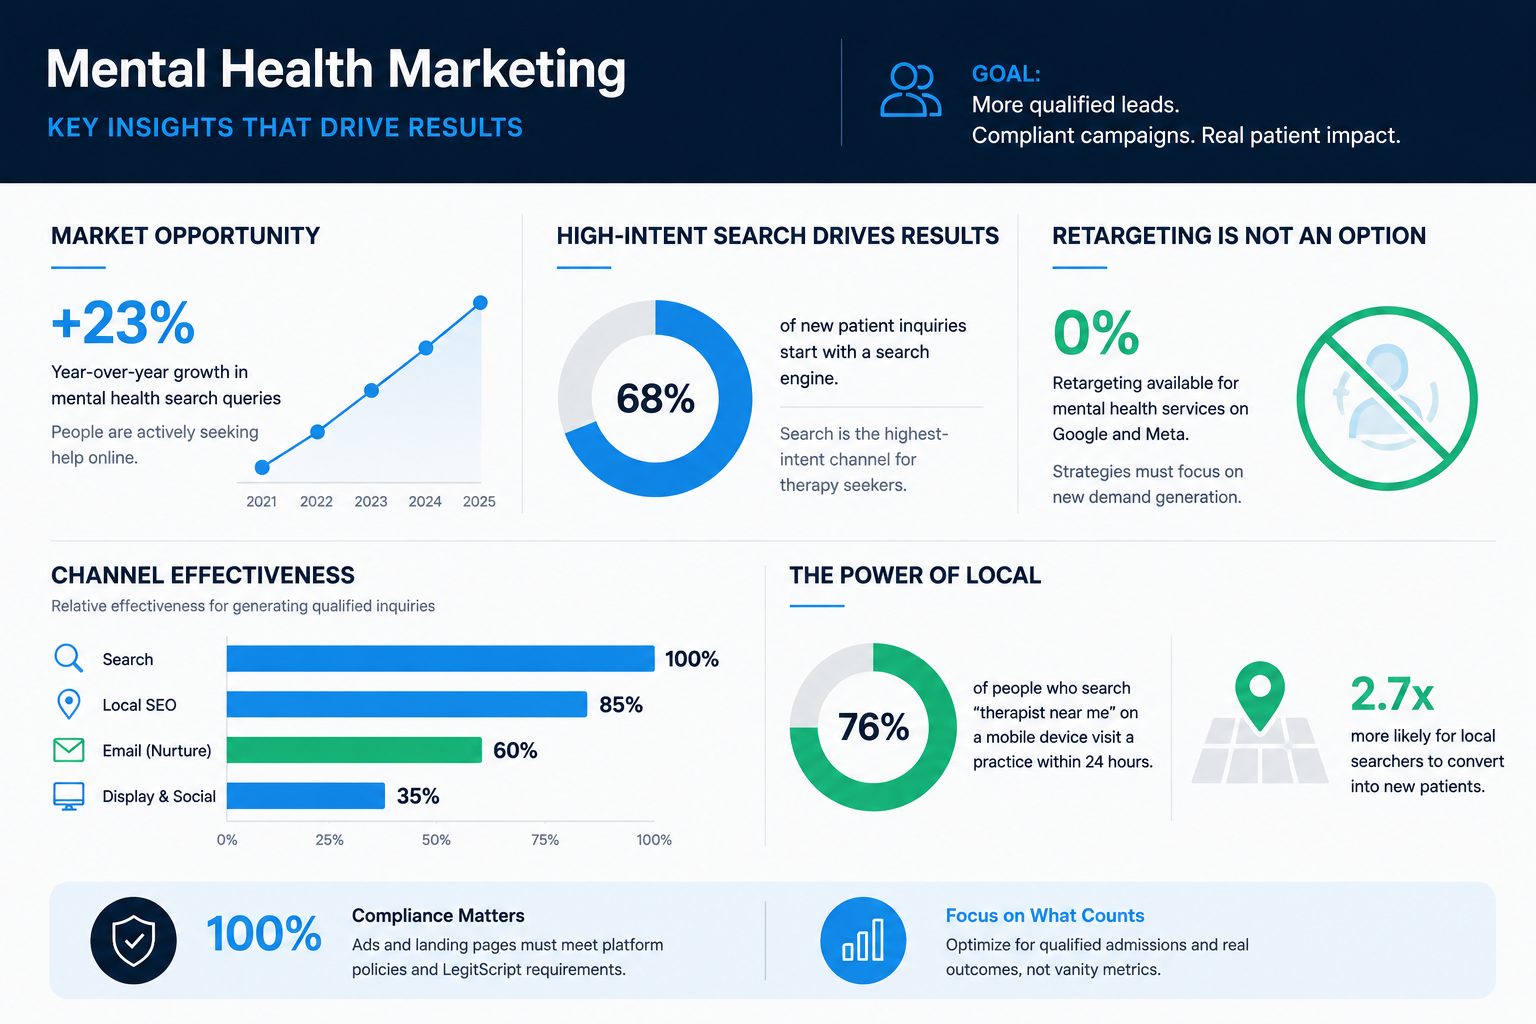 Mental Health Marketing
KEY INSIGHTS THAT DRIVE RESULTS
GOAL:
More qualified leads.
Compliant campaigns. Real patient impact.
MARKET OPPORTUNITY
+23%
Year-over-year growth in
mental health search queries
People are actively seeking
help online.
2021 2022 2023 2024 2025
HIGH-INTENT SEARCH DRIVES RESULTS
68%
of new patient inquiries
start with a search
engine.
Search is the highest-
intent channel for
therapy seekers.
RETARGETING IS NOT AN OPTION
0%
Retargeting available for
mental health services on
Google and Meta.
Strategies must focus on
new demand generation.
CHANNEL EFFECTIVENESS
Relative effectiveness for generating qualified inquiries
Search 100%
Local SEO 85%
Email (Nurture) 60%
Display & Social 35%
0% 25% 50% 75% 100%
THE POWER OF LOCAL
76%
of people who search
“therapist near me” on
a mobile device visit a
practice within 24 hours.
2.7x
more likely for local
searchers to convert
into new patients.
100%
Compliance Matters
Ads and landing pages must meet platform
policies and LegitScript requirements.
Focus on What Counts
Optimize for qualified admissions and real
outcomes, not vanity metrics.